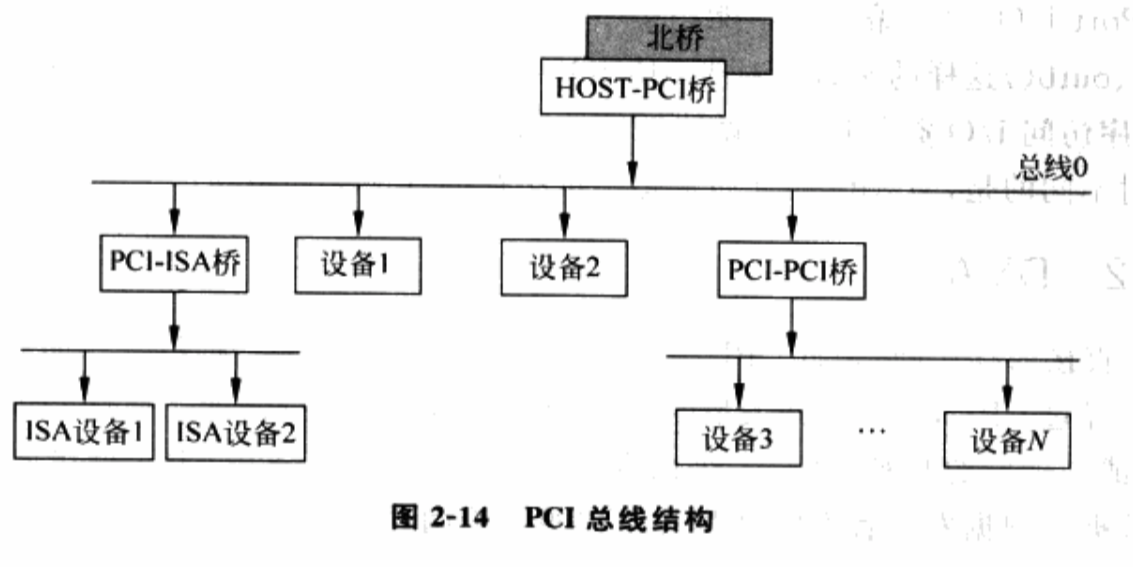 北桥
HOST-PCI桥
总线0
PCI-ISA桥
设备1
设备2
PCI-PCI桥
ISA设备1
ISA设备2
设备3
…
设备N
图 2-14 PCI 总线结构